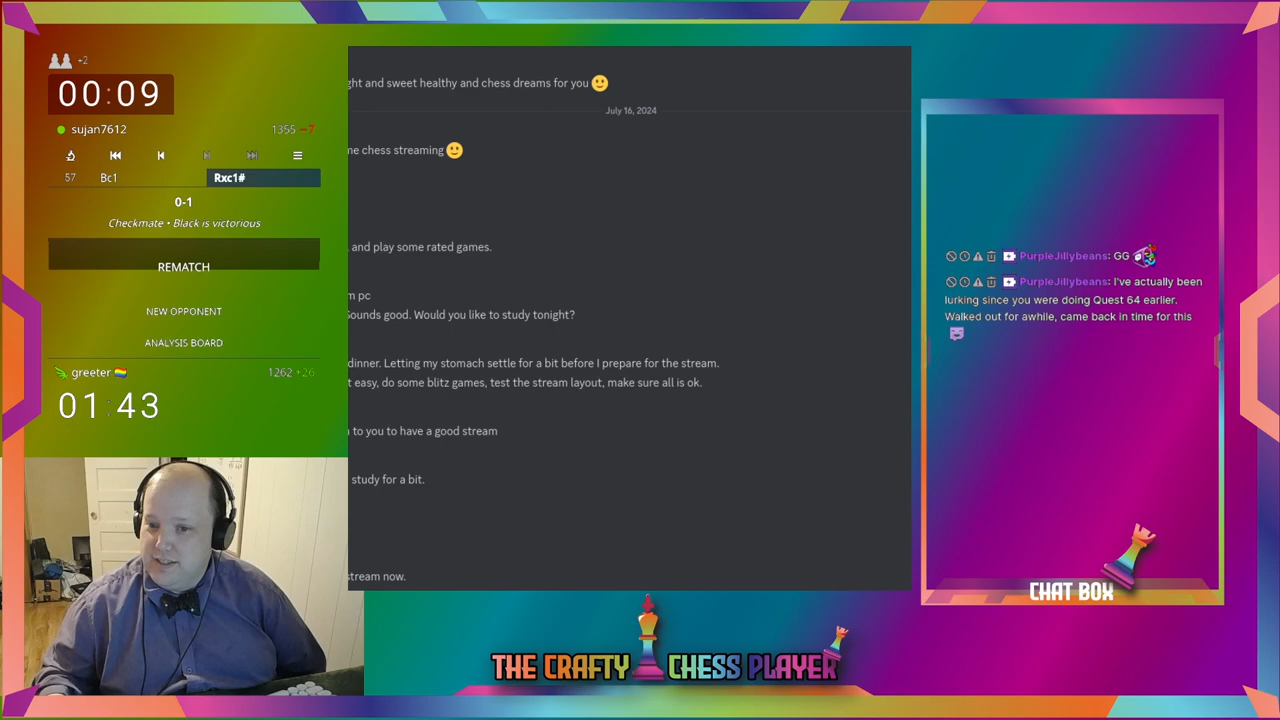 +2
00:09
sujan7612 1355 −7
57 Bc1 Rxc1#
0-1
Checkmate • Black is victorious
REMATCH
NEW OPPONENT
ANALYSIS BOARD
greeter 1262 +26
01:43
ght and sweet healthy and chess dreams for you
July 16, 2024
me chess streaming
and play some rated games.
m pc
Sounds good. Would you like to study tonight?
dinner. Letting my stomach settle for a bit before I prepare for the stream.
t easy, do some blitz games, test the stream layout, make sure all is ok.
to you to have a good stream
study for a bit.
stream now.
PurpleJillybeans: GG
PurpleJillybeans: I've actually been
lurking since you were doing Quest 64 earlier.
Walked out for awhile, came back in time for this
CHAT BOX
THE CRAFTY CHESS PLAYER